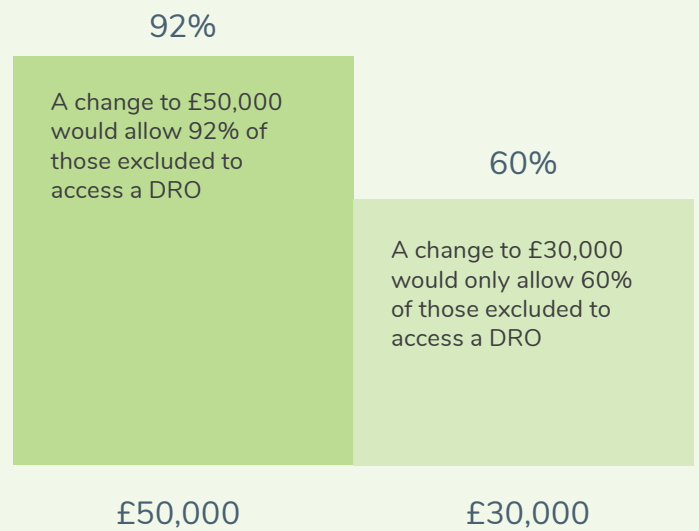 92%
A change to £50,000
would allow 92% of
those excluded to
access a DRO
60%
A change to £30,000
would only allow 60%
of those excluded to
access a DRO
£50,000
£30,000